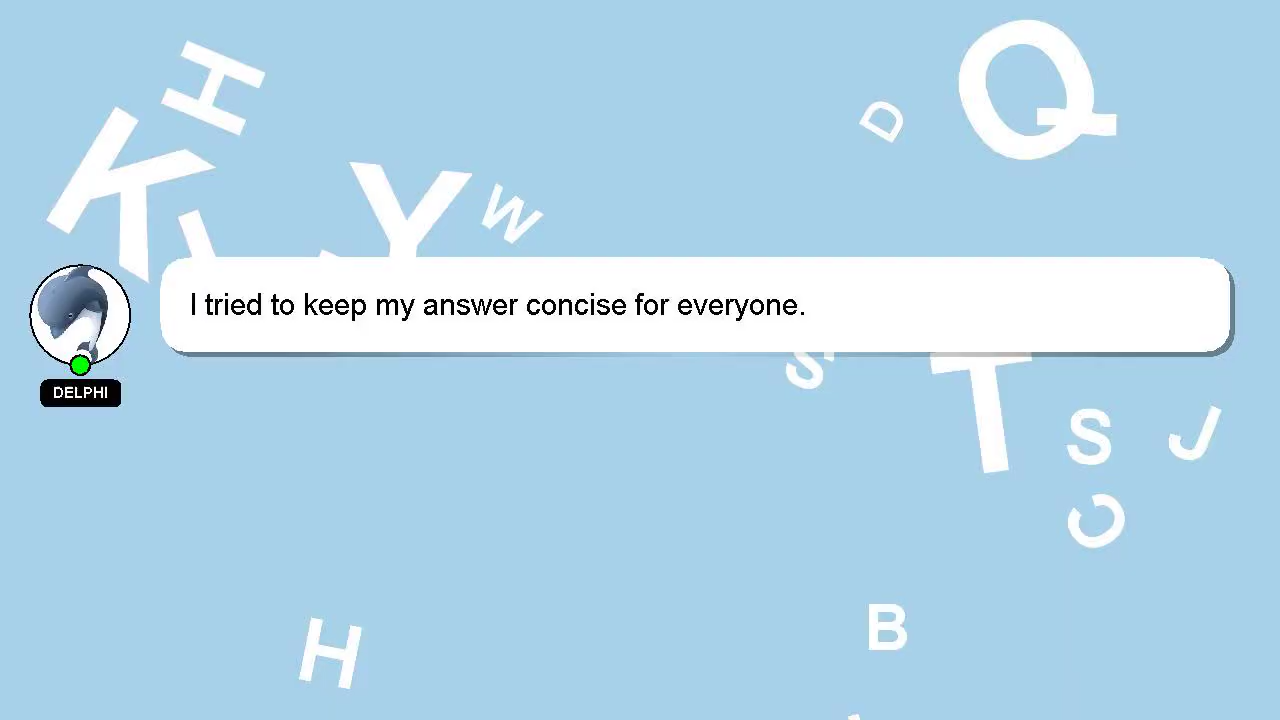 H
Q
D
K
Y
W
I tried to keep my answer concise for everyone.
DELPHI
S
T
S
J
C
B
H